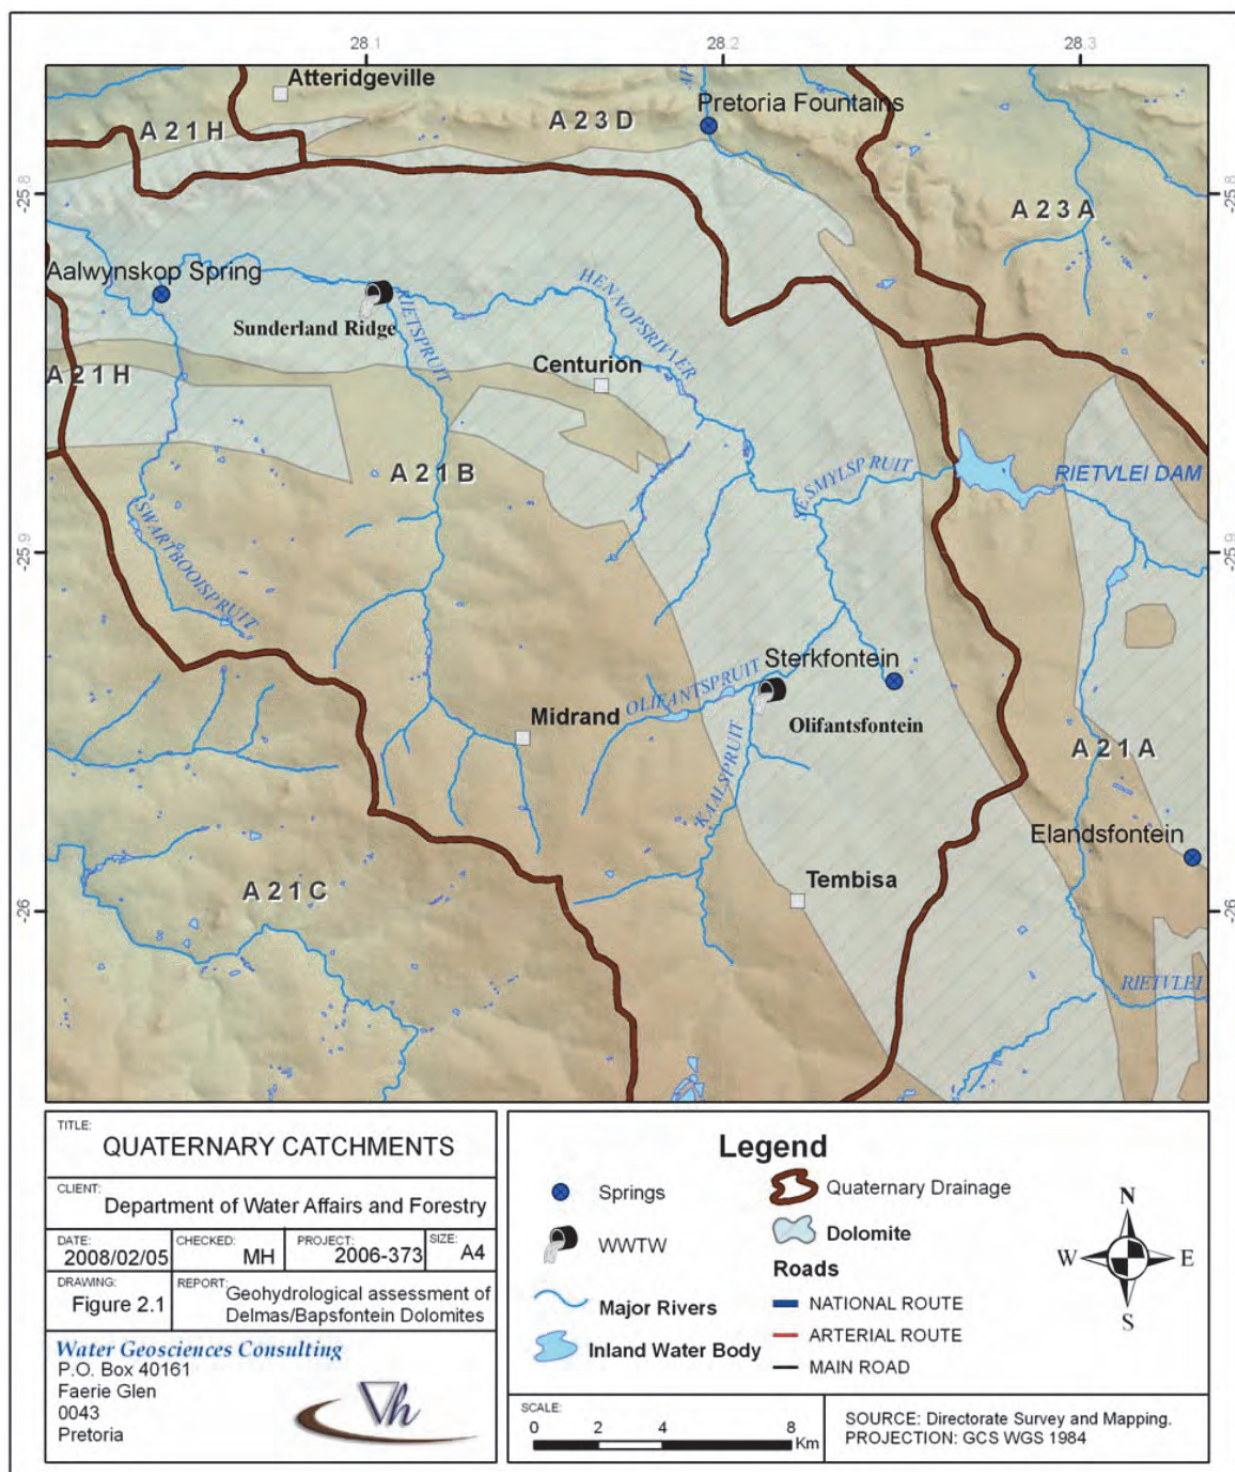 28.1
28.2
28.3
Atteridgeville
AP
Pretoria Fountains
A 2 1 H
A 2 3 D
-25.8
-25.8
A 2 3 A
Aalwynskop Spring
HENNOPSRIVIER
RIETSPRUIT
Sunderland Ridge
Centurion
A 2 1 H
A 2 1 B
SESMYLSPRUIT
RIETVLEI DAM
-25.9
-25.9
SWARTBOOISPRUIT
Sterkfontein
OLIFANTSPRUIT
Midrand
Olifantsfontein
A 2 1 A
KAALSPRUIT
Elandsfontein
Tembisa
A 2 1 C
-26
-26
RIETVLEI
TITLE:
QUATERNARY CATCHMENTS
CLIENT:
Department of Water Affairs and Forestry
DATE:
2008/02/05
CHECKED:
MH
PROJECT:
2006-373
SIZE:
A4
DRAWING:
Figure 2.1
REPORT:
Geohydrological assessment of
Delmas/Bapsfontein Dolomites
Water Geosciences Consulting
P.O. Box 40161
Faerie Glen
0043
Pretoria
Vh
Legend
Springs
WWTW
Major Rivers
Inland Water Body
Quaternary Drainage
Dolomite
Roads
NATIONAL ROUTE
ARTERIAL ROUTE
MAIN ROAD
N
W
E
S
SCALE:
0 2 4 8
Km
SOURCE: Directorate Survey and Mapping.
PROJECTION: GCS WGS 1984